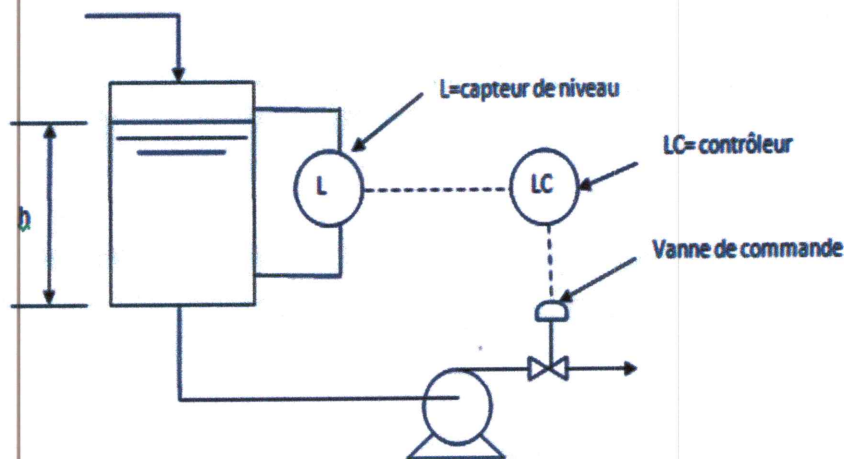 L=capteur de niveau
LC= contrôleur
h
L
LC
Vanne de commande